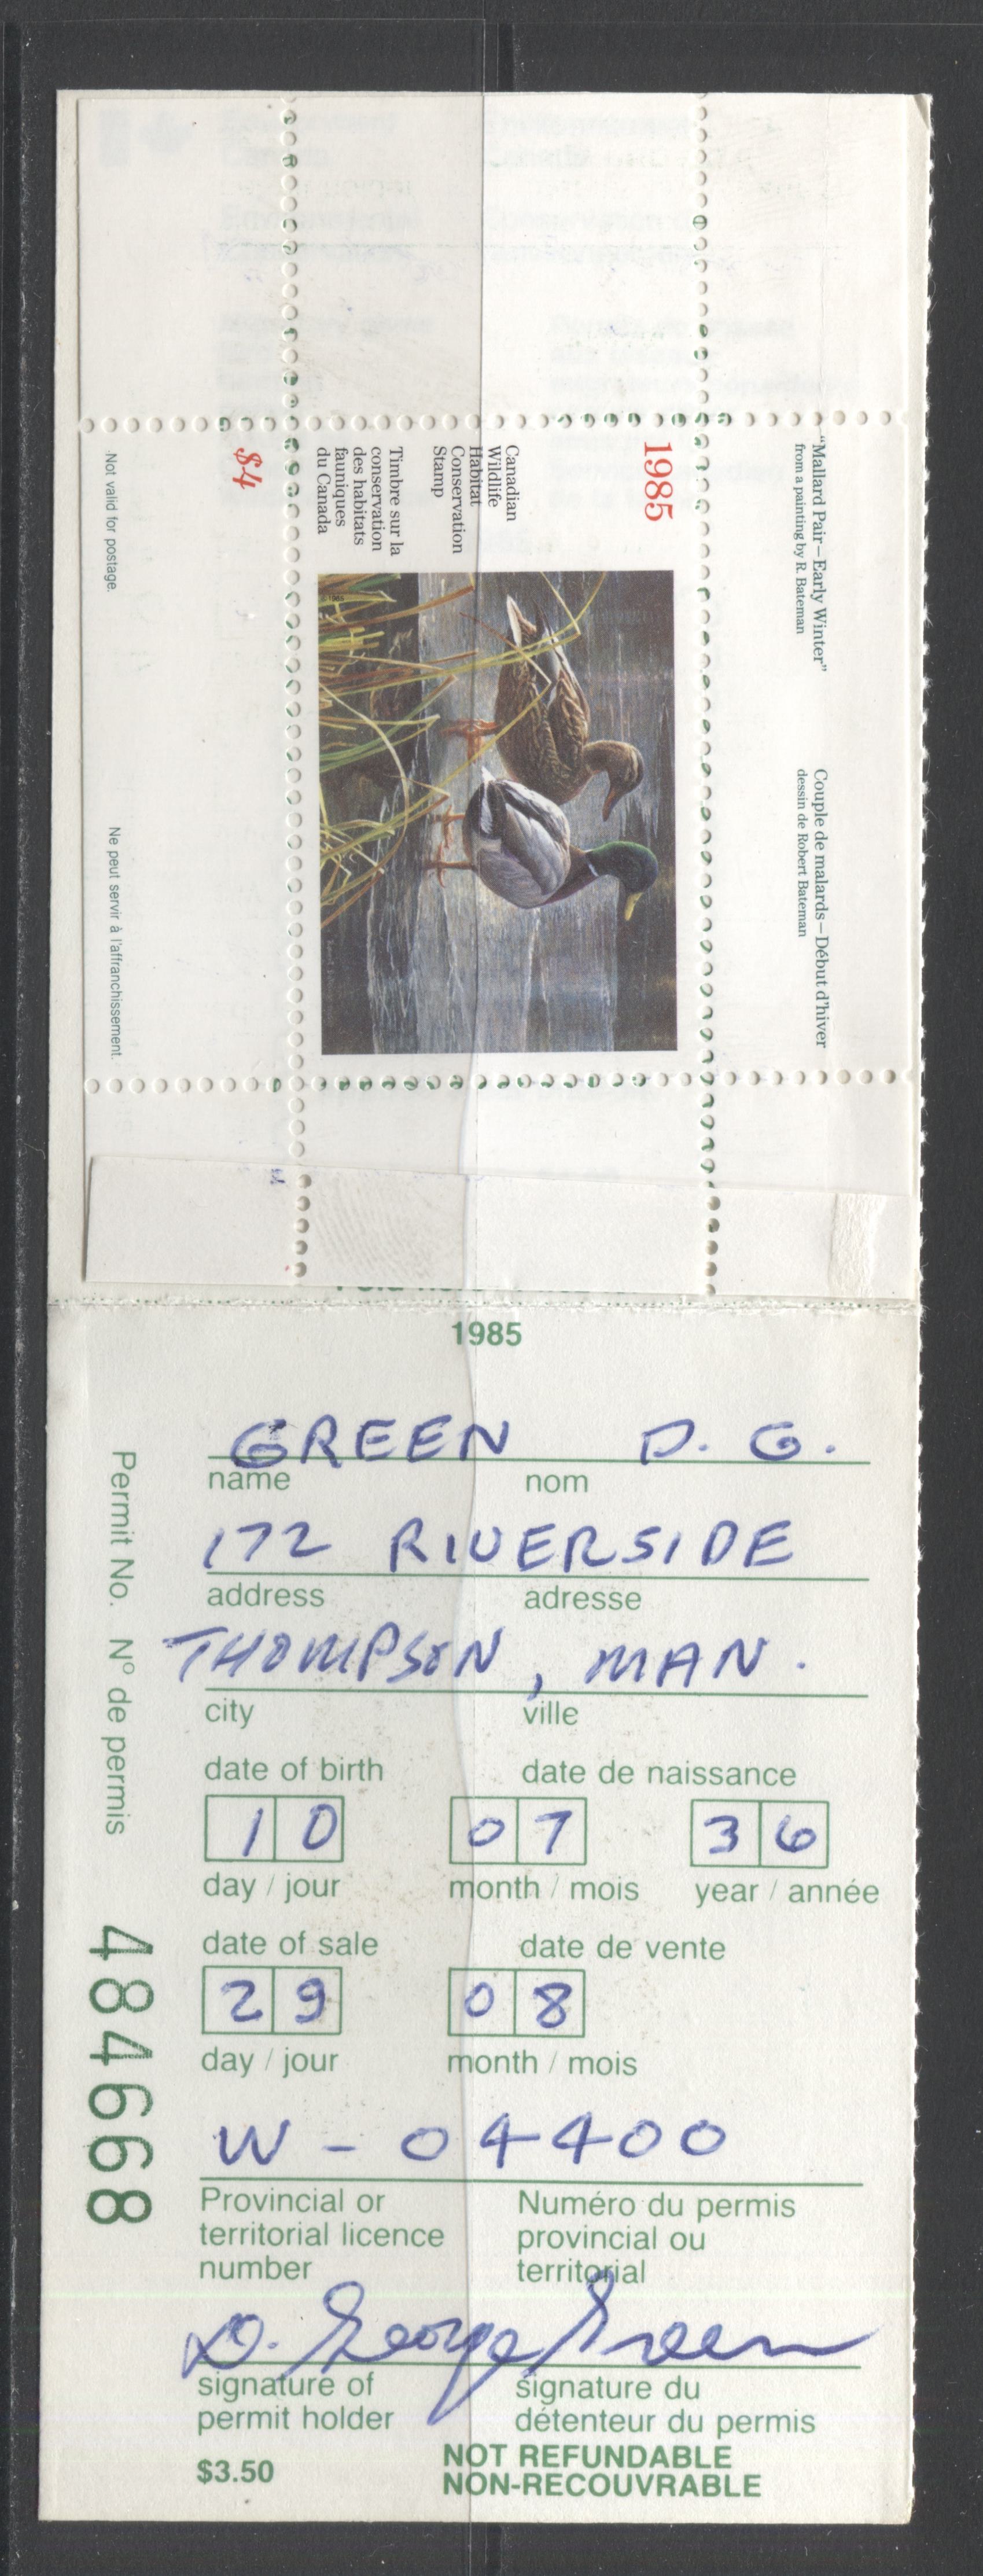 "Mallard Pair—Early Winter"
from a painting by R. Bateman
Couple de malards—Début d'hiver
dessin de Robert Bateman
1985
Canadian
Wildlife
Habitat
Conservation
Stamp
Timbre sur la
conservation
des habitats
fauniques
du Canada
$4
Not valid for postage.
Ne peut servir à l'affranchissement.
1985
GREEN D. G.
name nom
172 RIVERSIDE
address adresse
THOMPSON, MAN.
city ville
date of birth date de naissance
10 07 36
day / jour month / mois year / année
date of sale date de vente
29 08
day / jour month / mois
W-04400
Provincial or Numéro du permis
territorial licence provincial ou
number territorial
D. George Green
signature of signature du
permit holder détenteur du permis
$3.50 NOT REFUNDABLE
NON-RECOUVRABLE
Permit No. Nº de permis 484668